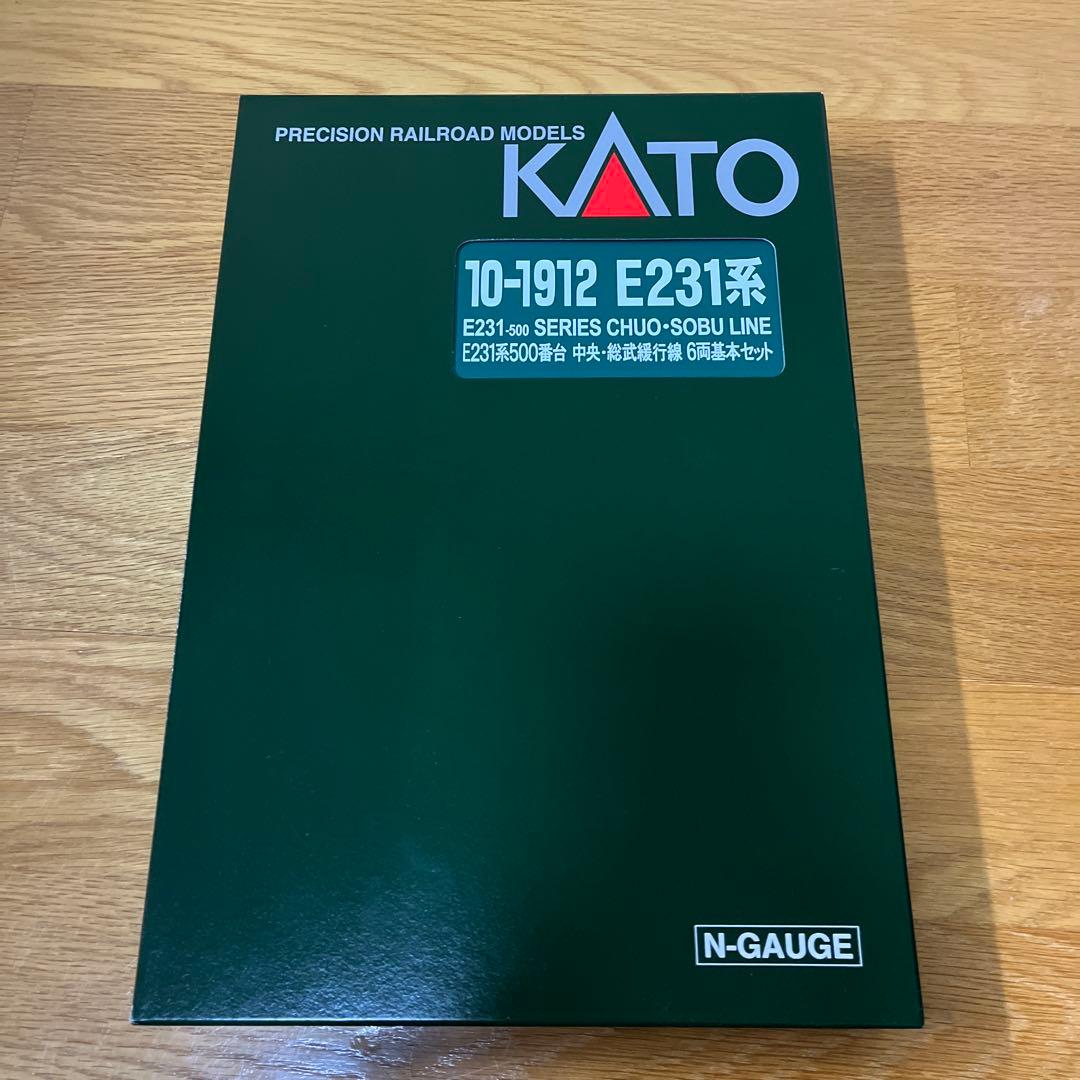 PRECISION RAILROAD MODELS
KATO
10-1912 E231系
E231-500 SERIES CHUO・SOBU LINE
E231系500番台 中央・総武緩行線 6両基本セット
N-GAUGE